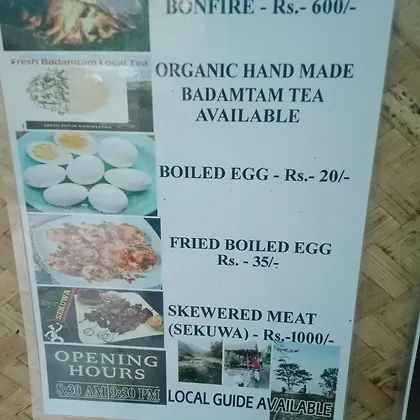 BONFIRE - Rs.- 600/-
Fresh Badamtam Local Tea
ORGANIC HAND MADE
BADAMTAM TEA
AVAILABLE
BOILED EGG - Rs.- 20/-
FRIED BOILED EGG
Rs. - 35/-
SEKUWA
SKEWERED MEAT
(SEKUWA) - Rs.-1000/-
OPENING
HOURS
8:30 AM 9:30 PM
LOCAL GUIDE AVAILABLE